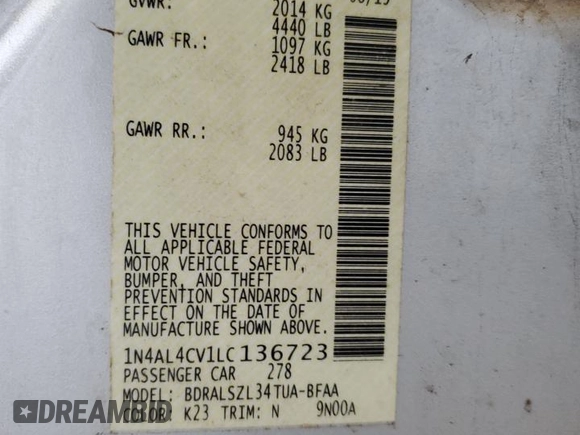 GVWR: 2014 KG
4440 LB
GAWR FR.: 1097 KG
2418 LB
GAWR RR.: 945 KG
2083 LB
THIS VEHICLE CONFORMS TO
ALL APPLICABLE FEDERAL
MOTOR VEHICLE SAFETY,
BUMPER, AND THEFT
PREVENTION STANDARDS IN
EFFECT ON THE DATE OF
MANUFACTURE SHOWN ABOVE.
1N4AL4CV1LC136723
PASSENGER CAR 278
MODEL: BDRALSZL34TUA-BFAA
COLOR: K23 TRIM: N 9N00A
DREAMBID